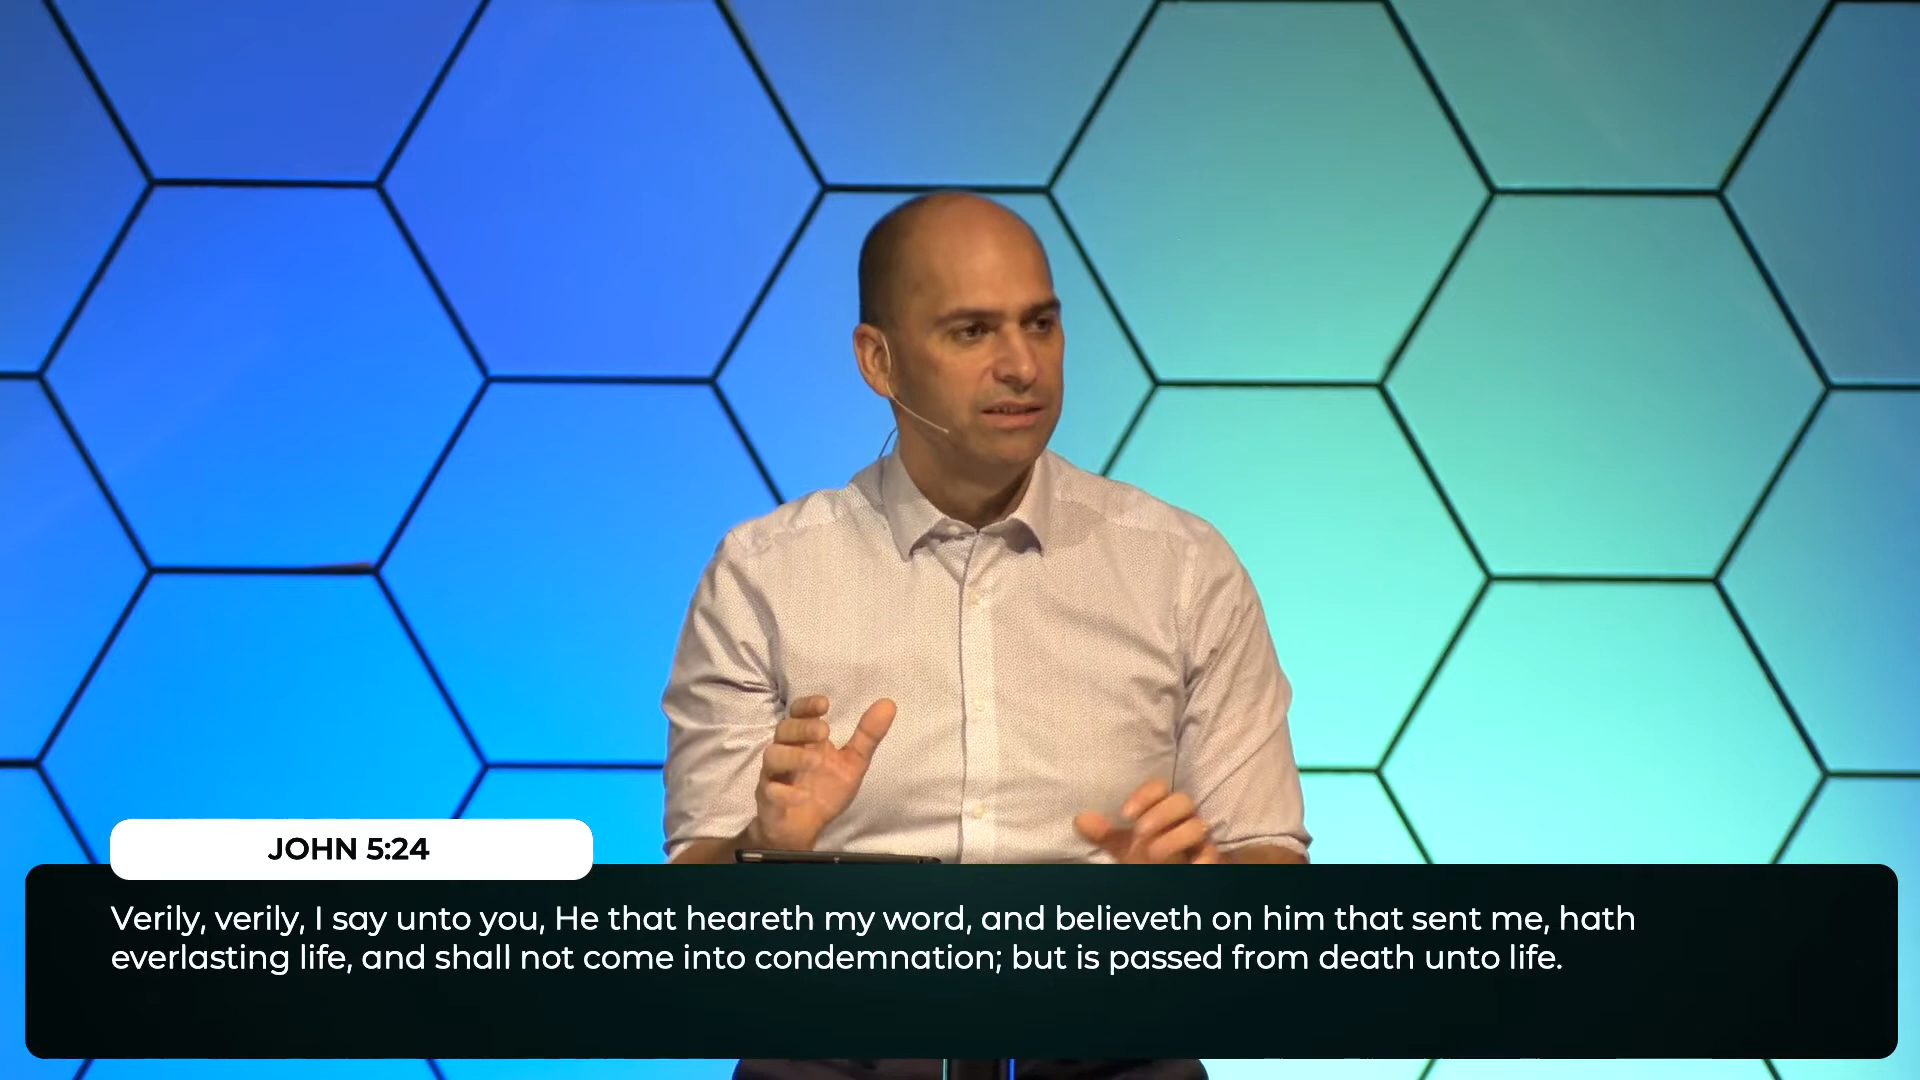 JOHN 5:24
Verily, verily, I say unto you, He that heareth my word, and believeth on him that sent me, hath
everlasting life, and shall not come into condemnation; but is passed from death unto life.